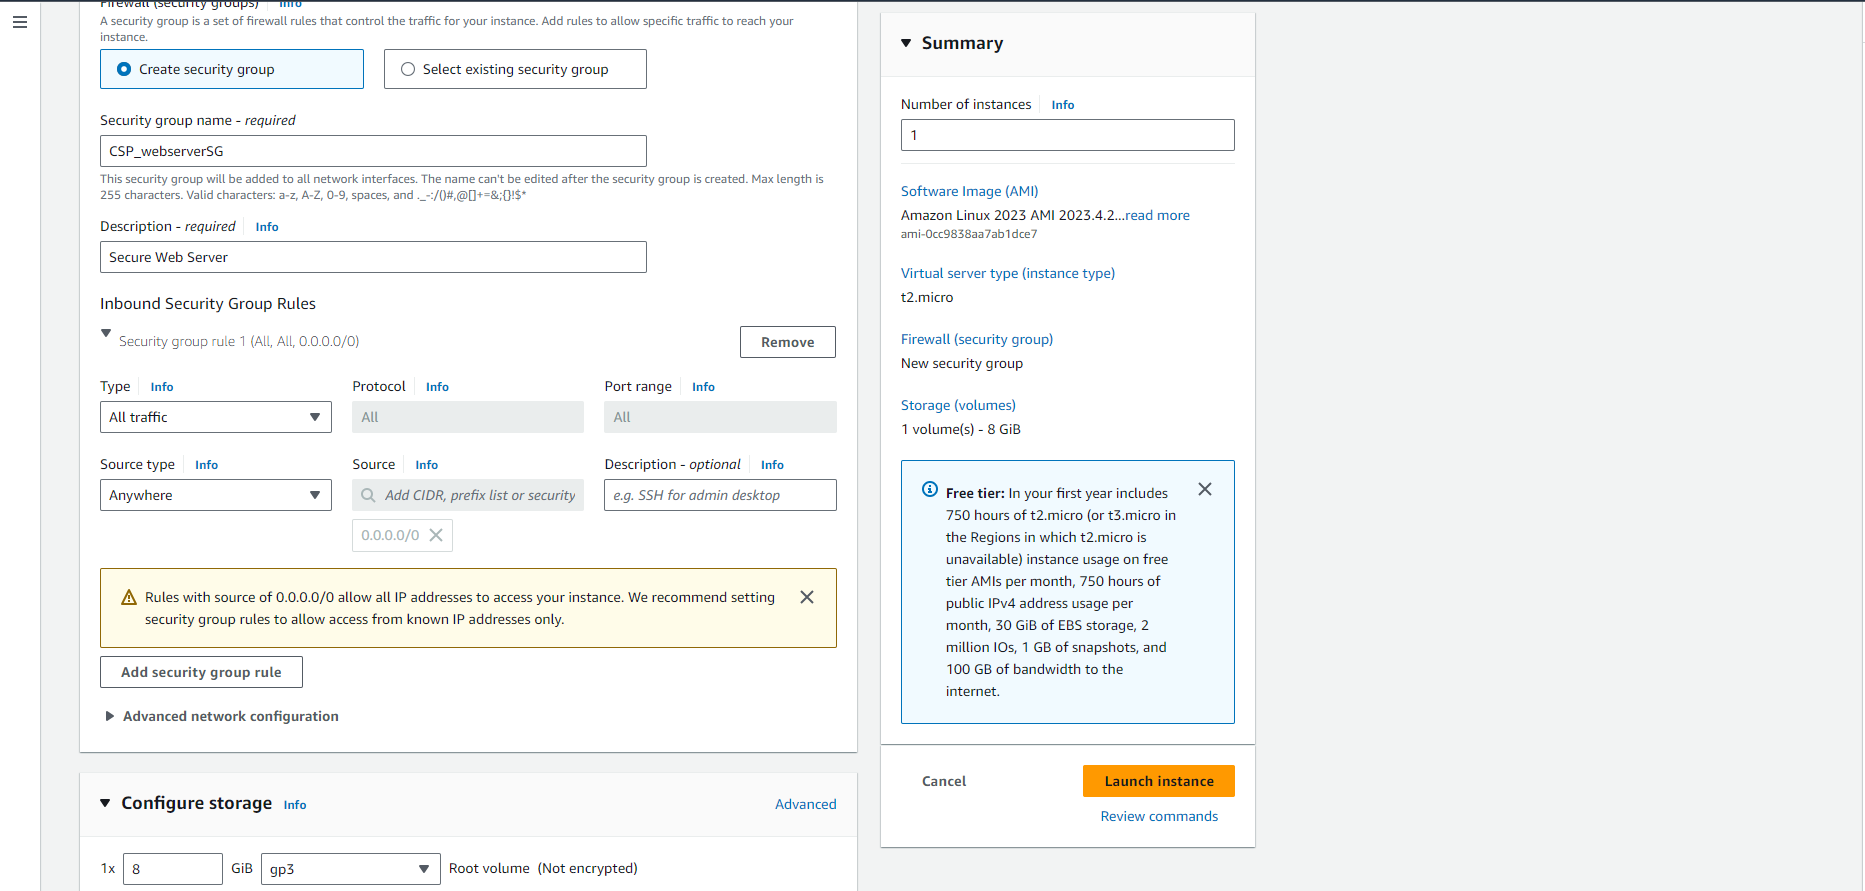 Firewall (security groups) Info
A security group is a set of firewall rules that control the traffic for your instance. Add rules to allow specific traffic to reach your
instance.
Create security group
Select existing security group
Security group name - required
CSP_webserverSG
This security group will be added to all network interfaces. The name can't be edited after the security group is created. Max length is
255 characters. Valid characters: a-z, A-Z, 0-9, spaces, and ._-:/()#,@[]+=&;{}!$*
Description - required Info
Secure Web Server
Inbound Security Group Rules
Security group rule 1 (All, All, 0.0.0.0/0)
Remove
Type Info
Protocol Info
Port range Info
All traffic
All
All
Source type Info
Source Info
Description - optional Info
Anywhere
Add CIDR, prefix list or security
e.g. SSH for admin desktop
0.0.0.0/0
Rules with source of 0.0.0.0/0 allow all IP addresses to access your instance. We recommend setting
security group rules to allow access from known IP addresses only.
Add security group rule
Advanced network configuration
Configure storage Info
Advanced
1x 8 GiB gp3 Root volume (Not encrypted)
Summary
Number of instances Info
1
Software Image (AMI)
Amazon Linux 2023 AMI 2023.4.2...read more
ami-0cc9838aa7ab1dce7
Virtual server type (instance type)
t2.micro
Firewall (security group)
New security group
Storage (volumes)
1 volume(s) - 8 GiB
Free tier: In your first year includes
750 hours of t2.micro (or t3.micro in
the Regions in which t2.micro is
unavailable) instance usage on free
tier AMIs per month, 750 hours of
public IPv4 address usage per
month, 30 GiB of EBS storage, 2
million IOs, 1 GB of snapshots, and
100 GB of bandwidth to the
internet.
Cancel
Launch instance
Review commands